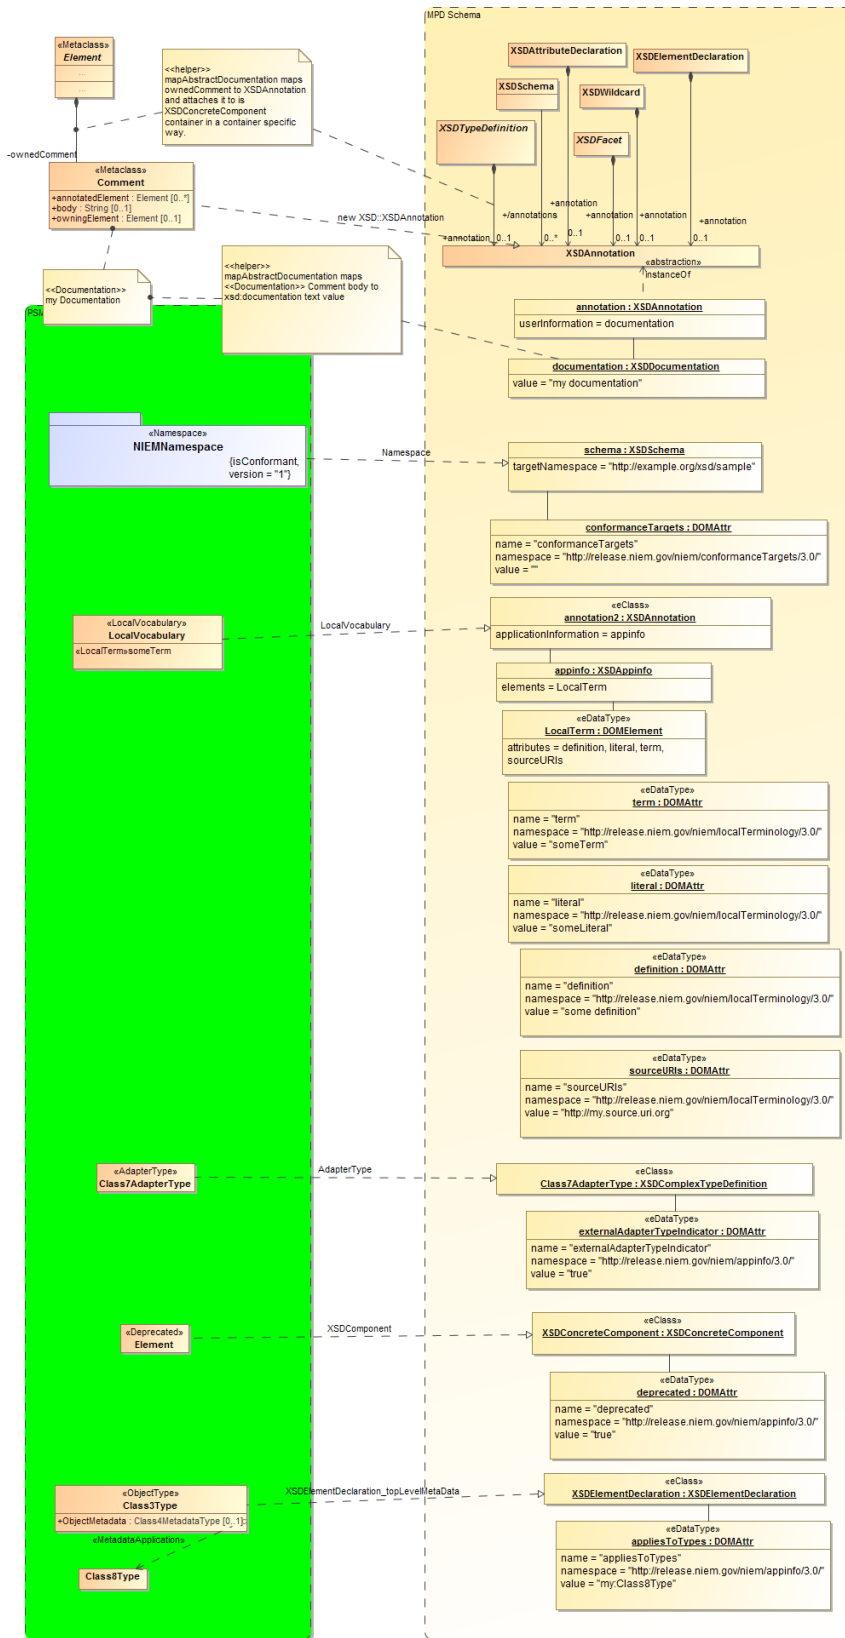 MPD Schema
«Metaclass»
Element
...
...
<<helper>>
mapAbstractDocumentation maps
ownedComment to XSDAnnotation
and attaches it to is
XSDConcreteComponent
container in a container specific
way.
XSDAttributeDeclaration
XSDElementDeclaration
XSDSchema
XSDWildcard
XSDTypeDefinition
XSDFacet
-ownedComment
«Metaclass»
Comment
+annotatedElement : Element [0..*]
+body : String [0..1]
+owningElement : Element [0..1]
new XSD::XSDAnnotation
+annotation
+/annotations
+annotation
+annotation
+annotation
+annotation
0..1
0..*
0..1
0..1
0..1
0..1
XSDAnnotation
«abstraction»
instanceOf
<<Documentation>>
my Documentation
<<helper>>
mapAbstractDocumentation maps
<<Documentation>> Comment body to
xsd:documentation text value
annotation : XSDAnnotation
userInformation = documentation
documentation : XSDDocumentation
value = "my documentation"
PSM
«Namespace»
NIEMNamespace
{isConformant,
version = "1"}
Namespace
schema : XSDSchema
targetNamespace = "http://example.org/xsd/sample"
conformanceTargets : DOMAttr
name = "conformanceTargets"
namespace = "http://release.niem.gov/niem/conformanceTargets/3.0/"
value = ""
«LocalVocabulary»
LocalVocabulary
«LocalTerm»someTerm
LocalVocabulary
«eClass»
annotation2 : XSDAnnotation
applicationInformation = appinfo
appinfo : XSDAppinfo
elements = LocalTerm
«eDataType»
LocalTerm : DOMElement
attributes = definition, literal, term,
sourceURIs
«eDataType»
term : DOMAttr
name = "term"
namespace = "http://release.niem.gov/niem/localTerminology/3.0/"
value = "someTerm"
«eDataType»
literal : DOMAttr
name = "literal"
namespace = "http://release.niem.gov/niem/localTerminology/3.0/"
value = "someLiteral"
«eDataType»
definition : DOMAttr
name = "definition"
namespace = "http://release.niem.gov/niem/localTerminology/3.0/"
value = "some definition"
«eDataType»
sourceURIs : DOMAttr
name = "sourceURIs"
namespace = "http://release.niem.gov/niem/localTerminology/3.0/"
value = "http://my.source.uri.org"
«AdapterType»
Class7AdapterType
AdapterType
«eClass»
Class7AdapterType : XSDComplexTypeDefinition
«eDataType»
externalAdapterTypeIndicator : DOMAttr
name = "externalAdapterTypeIndicator"
namespace = "http://release.niem.gov/niem/appinfo/3.0/"
value = "true"
«Deprecated»
Element
XSDComponent
«eClass»
XSDConcreteComponent : XSDConcreteComponent
«eDataType»
deprecated : DOMAttr
name = "deprecated"
namespace = "http://release.niem.gov/niem/appinfo/3.0/"
value = "true"
«ObjectType»
Class3Type
+ObjectMetadata : Class4MetadataType [0..1]
«MetadataApplication»
Class8Type
XSDElementDeclaration_topLevelMetaData
«eClass»
XSDElementDeclaration : XSDElementDeclaration
«eDataType»
appliesToTypes : DOMAttr
name = "appliesToTypes"
namespace = "http://release.niem.gov/niem/appinfo/3.0/"
value = "my:Class8Type"